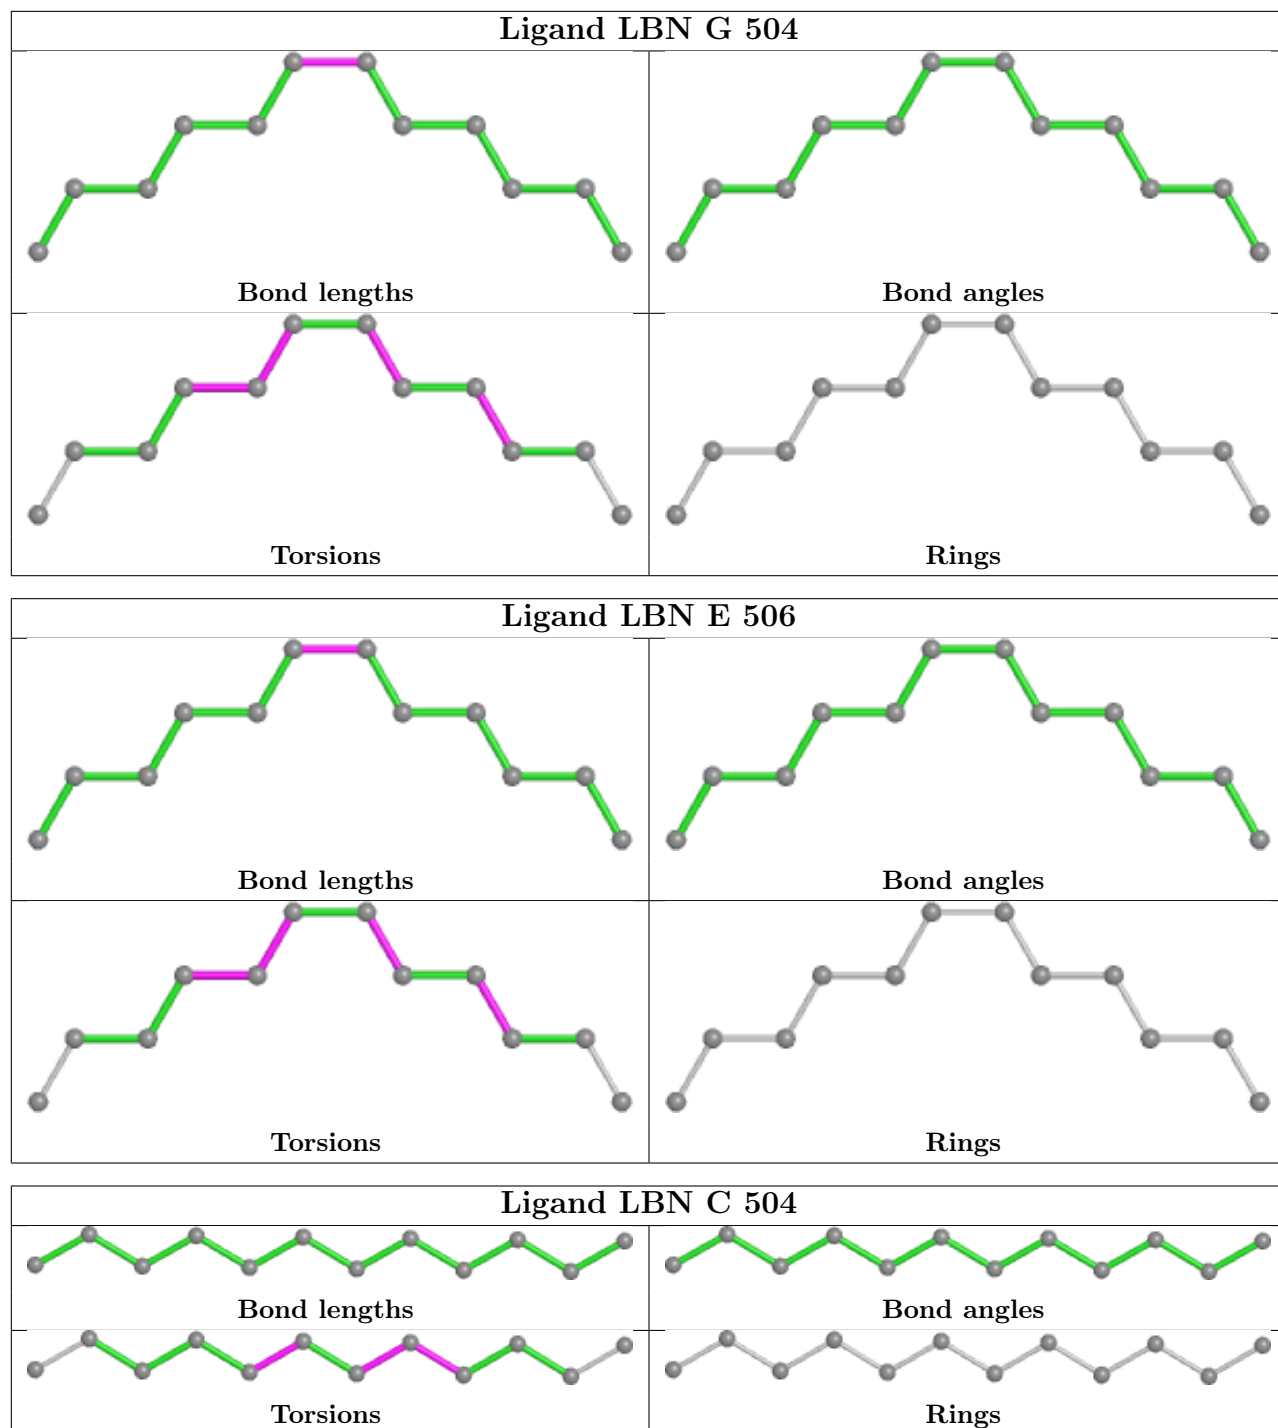 Ligand LBN G 504
Bond lengths
Bond angles
Torsions
Rings
Ligand LBN E 506
Bond lengths
Bond angles
Torsions
Rings
Ligand LBN C 504
Bond lengths
Bond angles
Torsions
Rings